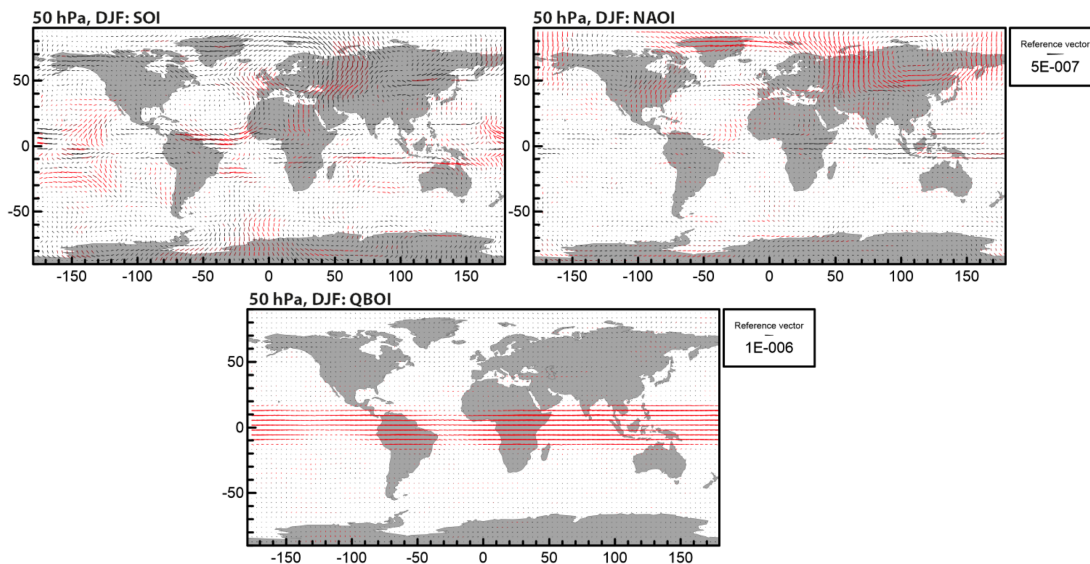 50 hPa, DJF: SOI
50 hPa, DJF: NAOI
Reference vector
5E-007
50
0
-50
-150 -100 -50 0 50 100 150
50
0
-50
-150 -100 -50 0 50 100 150
50 hPa, DJF: QBOI
Reference vector
1E-006
50
0
-50
-150 -100 -50 0 50 100 150